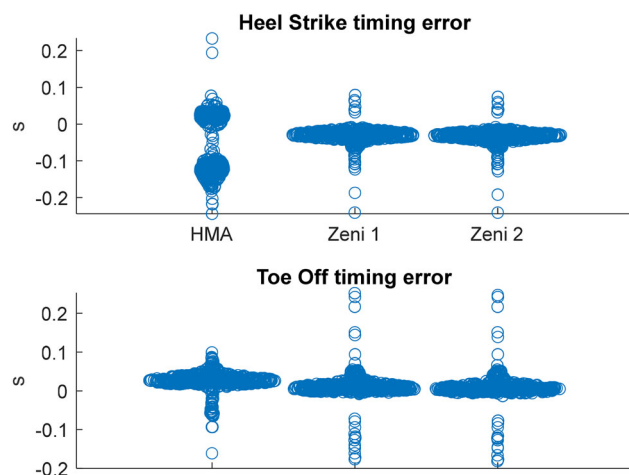 Heel Strike timing error
0.2
0.1
0
-0.1
-0.2
s
HMA Zeni 1 Zeni 2
Toe Off timing error
0.2
0.1
0
-0.1
-0.2
s